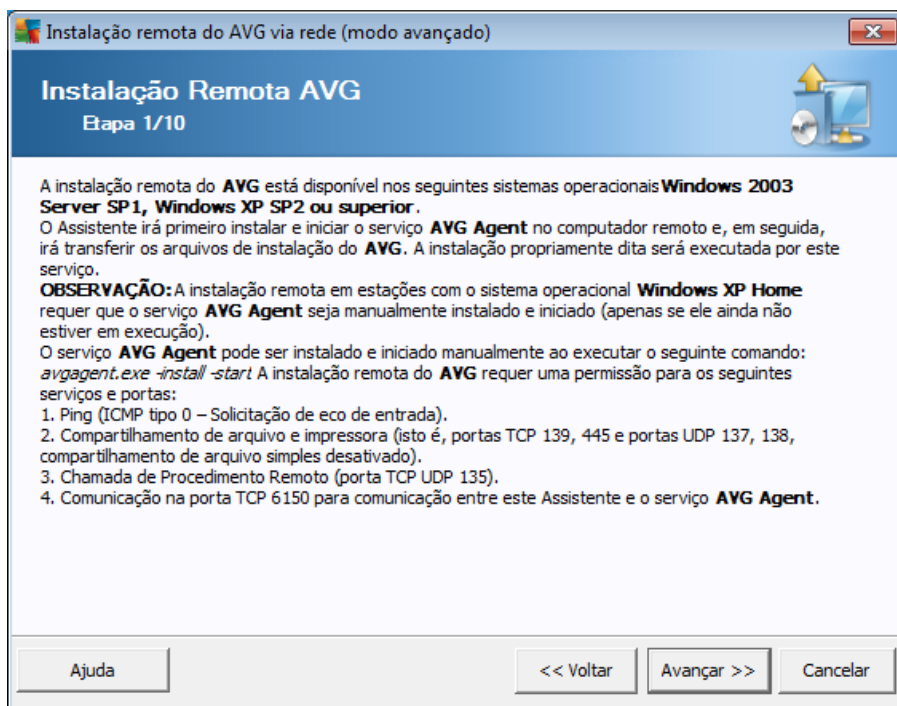 Instalação remota do AVG via rede (modo avançado)
Instalação Remota AVG
Etapa 1/10
A instalação remota do AVG está disponível nos seguintes sistemas operacionais Windows 2003
Server SP1, Windows XP SP2 ou superior.
O Assistente irá primeiro instalar e iniciar o serviço AVG Agent no computador remoto e, em seguida,
irá transferir os arquivos de instalação do AVG. A instalação propriamente dita será executada por este
serviço.
OBSERVAÇÃO: A instalação remota em estações com o sistema operacional Windows XP Home
requer que o serviço AVG Agent seja manualmente instalado e iniciado (apenas se ele ainda não
estiver em execução).
O serviço AVG Agent pode ser instalado e iniciado manualmente ao executar o seguinte comando:
avgagent.exe -install -start A instalação remota do AVG requer uma permissão para os seguintes
serviços e portas:
1. Ping (ICMP tipo 0 – Solicitação de eco de entrada).
2. Compartilhamento de arquivo e impressora (isto é, portas TCP 139, 445 e portas UDP 137, 138,
compartilhamento de arquivo simples desativado).
3. Chamada de Procedimento Remoto (porta TCP UDP 135).
4. Comunicação na porta TCP 6150 para comunicação entre este Assistente e o serviço AVG Agent.
Ajuda
<< Voltar
Avançar >>
Cancelar